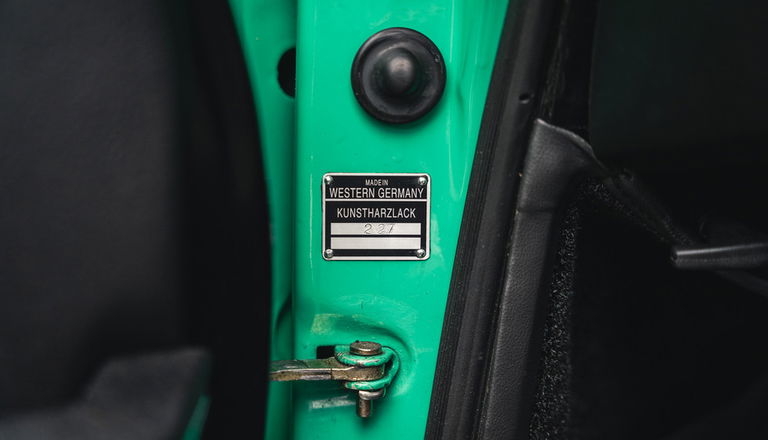 MADE IN
WESTERN GERMANY
KUNSTHARZLACK
227